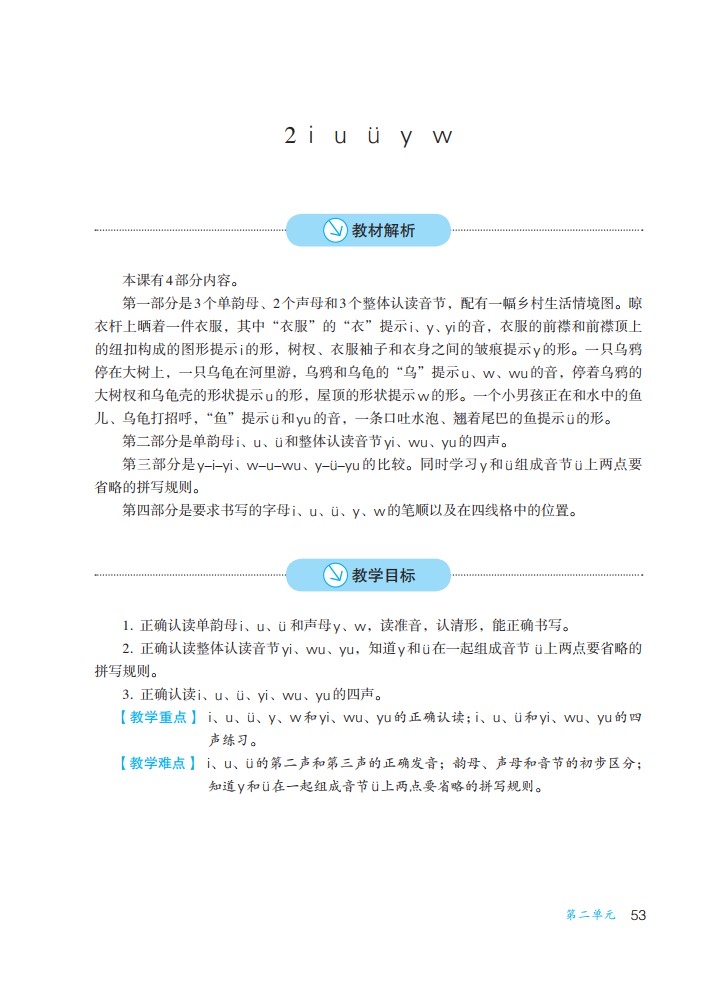 2 i u ü y w
教材解析
本课有4部分内容。
第一部分是3个单韵母、2个声母和3个整体认读音节，配有一幅乡村生活情境图。晾
衣杆上晒着一件衣服，其中“衣服”的“衣”提示i、y、yi的音，衣服的前襟和前襟顶上
的纽扣构成的图形提示i的形，树杈、衣服袖子和衣身之间的皱痕提示y的形。一只乌鸦
停在大树上，一只乌龟在河里游，乌鸦和乌龟的“乌”提示u、w、wu的音，停着乌鸦的
大树杈和乌龟壳的形状提示u的形，屋顶的形状提示w的形。一个小男孩正在和水中的鱼
儿、乌龟打招呼，“鱼”提示ü和yu的音，一条口吐水泡、翘着尾巴的鱼提示ü的形。
第二部分是单韵母i、u、ü和整体认读音节yi、wu、yu的四声。
第三部分是y–i–yi、w–u–wu、y–ü–yu的比较。同时学习y和ü组成音节ü上两点要
省略的拼写规则。
第四部分是要求书写的字母i、u、ü、y、w的笔顺以及在四线格中的位置。
教学目标
1. 正确认读单韵母i、u、ü和声母y、w，读准音，认清形，能正确书写。
2. 正确认读整体认读音节yi、wu、yu，知道y和ü在一起组成音节ü上两点要省略的
拼写规则。
3. 正确认读i、u、ü、yi、wu、yu的四声。
【教学重点】 i、u、ü、y、w和yi、wu、yu的正确认读；i、u、ü和yi、wu、yu的四
声练习。
【教学难点】 i、u、ü的第二声和第三声的正确发音；韵母、声母和音节的初步区分；
知道y和ü在一起组成音节ü上两点要省略的拼写规则。
第二单元 53